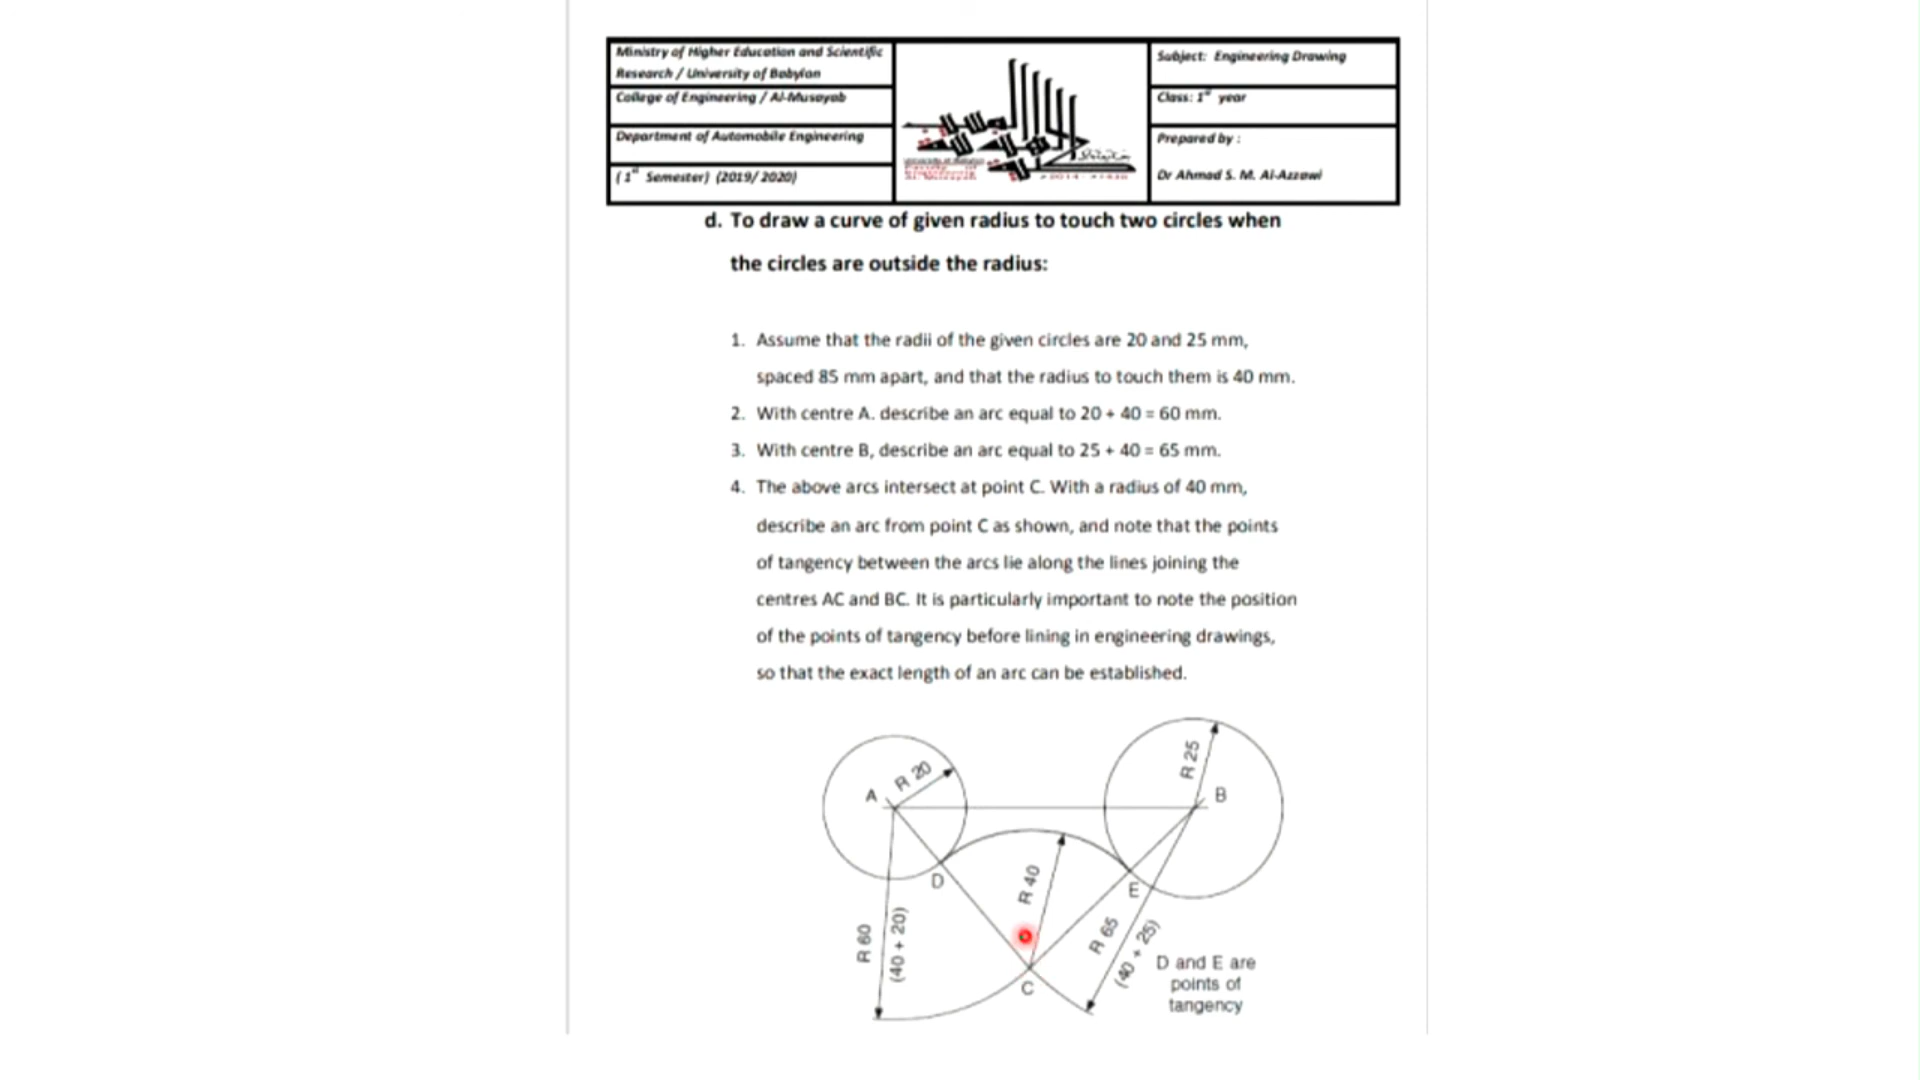 Ministry of Higher Education and Scientific
Research / University of Babylon
College of Engineering / Al-Musayab
Department of Automobile Engineering
(1st Semester) (2019/ 2020)
Subject: Engineering Drawing
Class: 1st year
Prepared by :
Dr Ahmad S. M. Al-Azzawi
d. To draw a curve of given radius to touch two circles when
the circles are outside the radius:
1. Assume that the radii of the given circles are 20 and 25 mm,
spaced 85 mm apart, and that the radius to touch them is 40 mm.
2. With centre A. describe an arc equal to 20 + 40 = 60 mm.
3. With centre B, describe an arc equal to 25 + 40 = 65 mm.
4. The above arcs intersect at point C. With a radius of 40 mm,
describe an arc from point C as shown, and note that the points
of tangency between the arcs lie along the lines joining the
centres AC and BC. It is particularly important to note the position
of the points of tangency before lining in engineering drawings,
so that the exact length of an arc can be established.
A
R 20
R 25
B
D
R 40
E
R 60
(40 + 20)
R 65
(40 + 25)
C
D and E are
points of
tangency